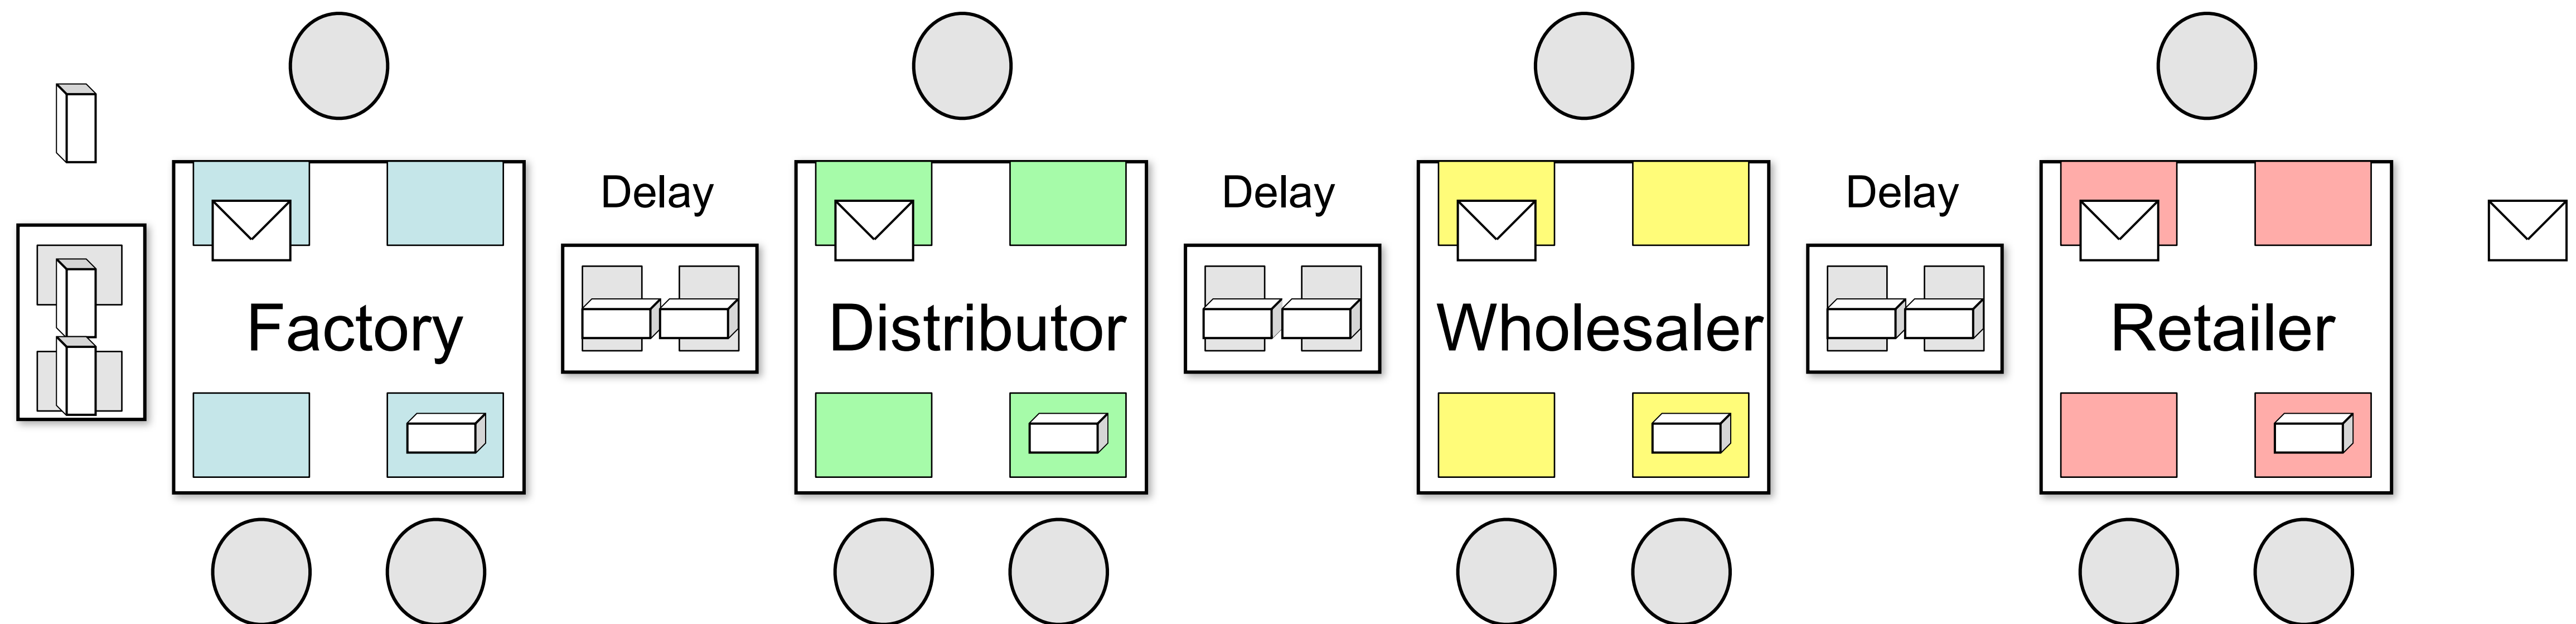 Delay
Delay
Delay
Factory
Distributor
Wholesaler
Retailer